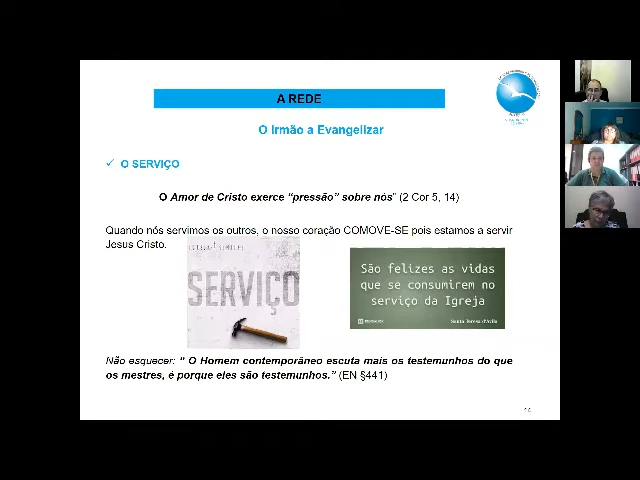 A REDE
O Irmão a Evangelizar
✓ O SERVIÇO
O Amor de Cristo exerce “pressão” sobre nós” (2 Cor 5, 14)
Quando nós servimos os outros, o nosso coração COMOVE-SE pois estamos a servir
Jesus Cristo.
SERVIÇO
São felizes as vidas
que se consumirem no
serviço da Igreja
Santa Teresa d'Ávila
Não esquecer: “ O Homem contemporâneo escuta mais os testemunhos do que
os mestres, é porque eles são testemunhos.” (EN §441)